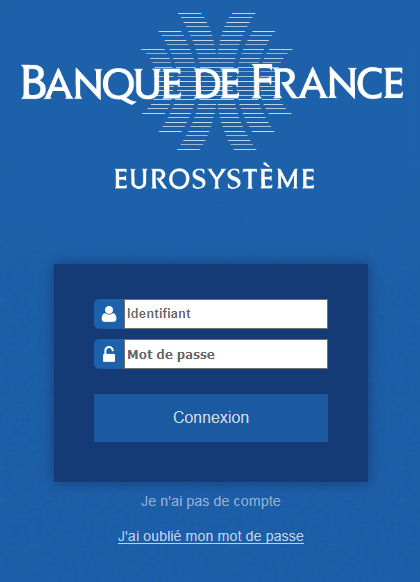 BANQUE DE FRANCE
EUROSYSTÈME
Identifiant
Mot de passe
Connexion
Je n'ai pas de compte
J'ai oublié mon mot de passe